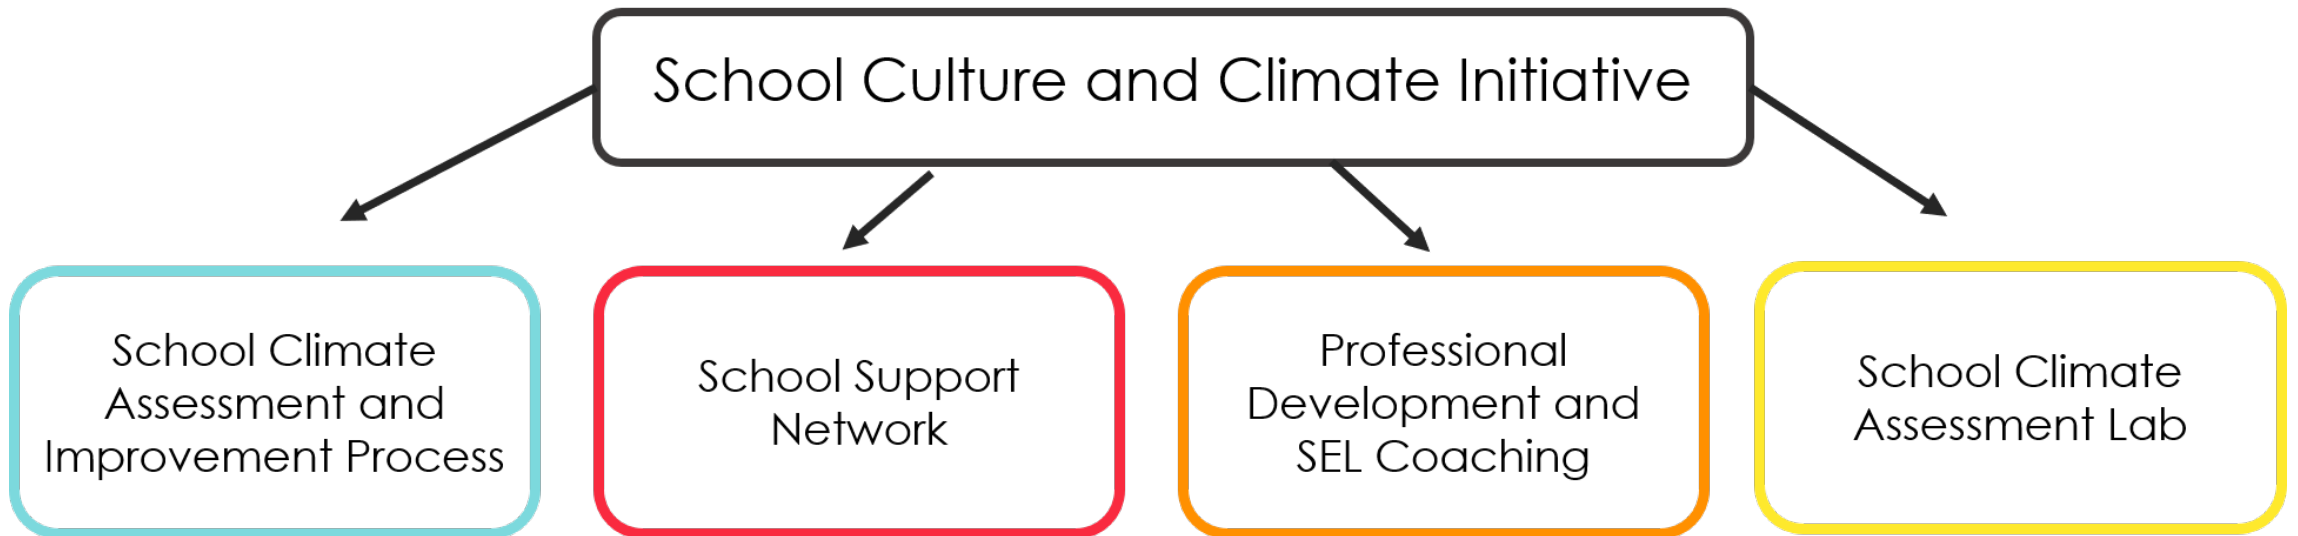 School Culture and Climate Initiative
School Climate
Assessment and
Improvement Process
School Support
Network
Professional
Development and
SEL Coaching
School Climate
Assessment Lab